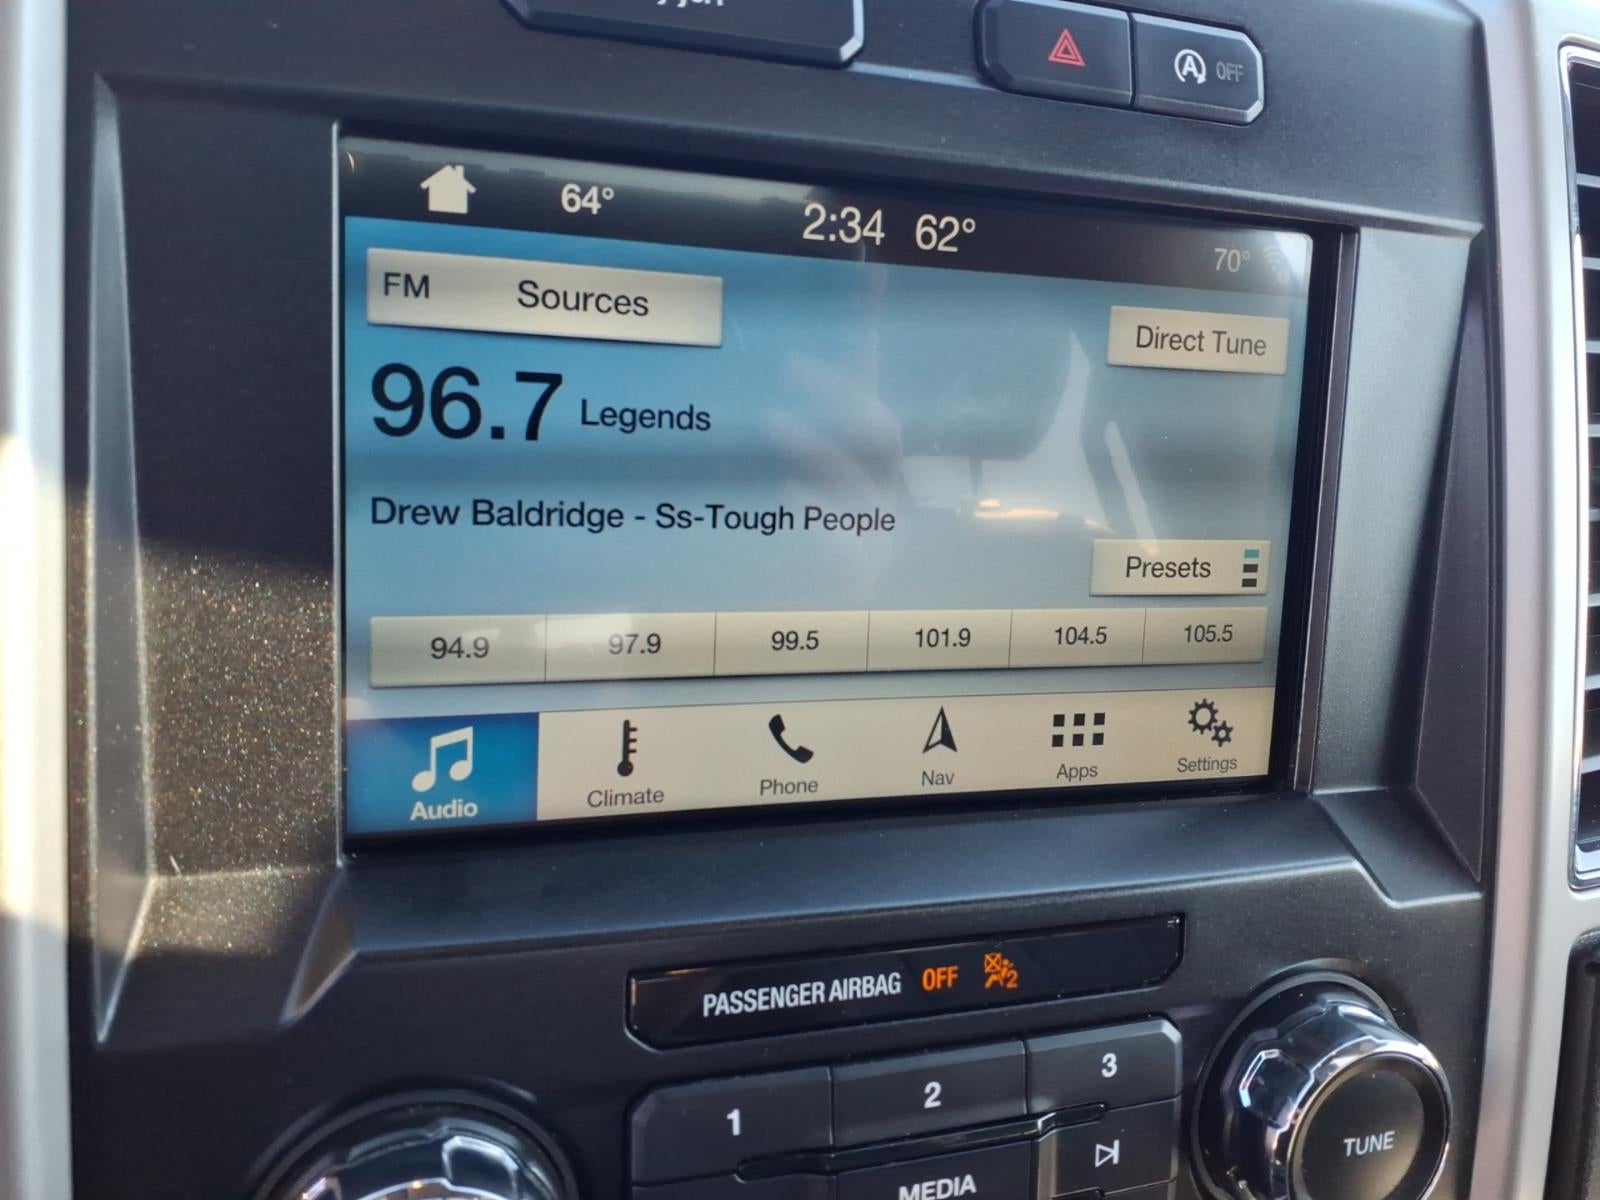 OFF
64° 2:34 62° 70°
FM Sources
Direct Tune
96.7 Legends
Drew Baldridge - Ss-Tough People
Presets
94.9 97.9 99.5 101.9 104.5 105.5
Audio Climate Phone Nav Apps Settings
PASSENGER AIRBAG OFF 2
1 2 3
MEDIA
TUNE